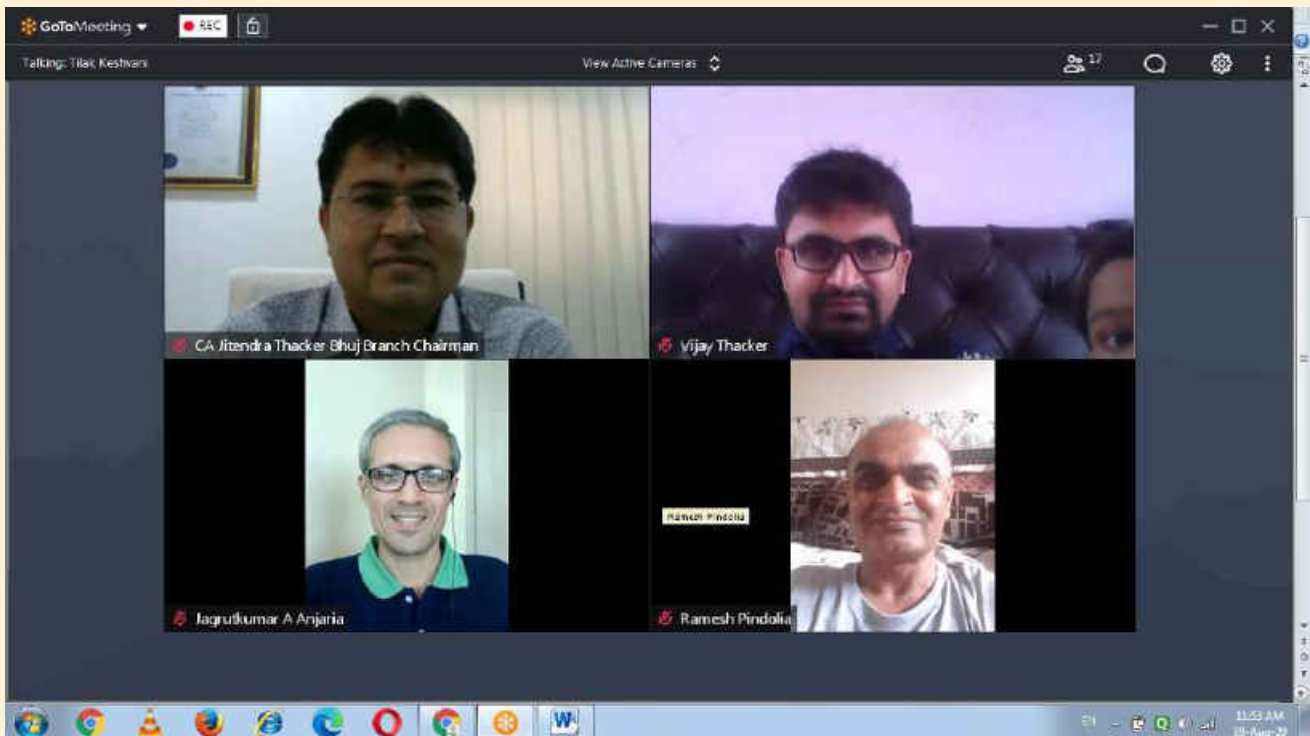 GoToMeeting
REC
Talking: Tilak Keshvani
View Active Cameras
17
CA Jitendra Thacker Bhuj Branch Chairman
Vijay Thacker
Ramesh Pindolia
Jagrutkumar A Anjaria
Ramesh Pindolia
W
EN
11:53 AM